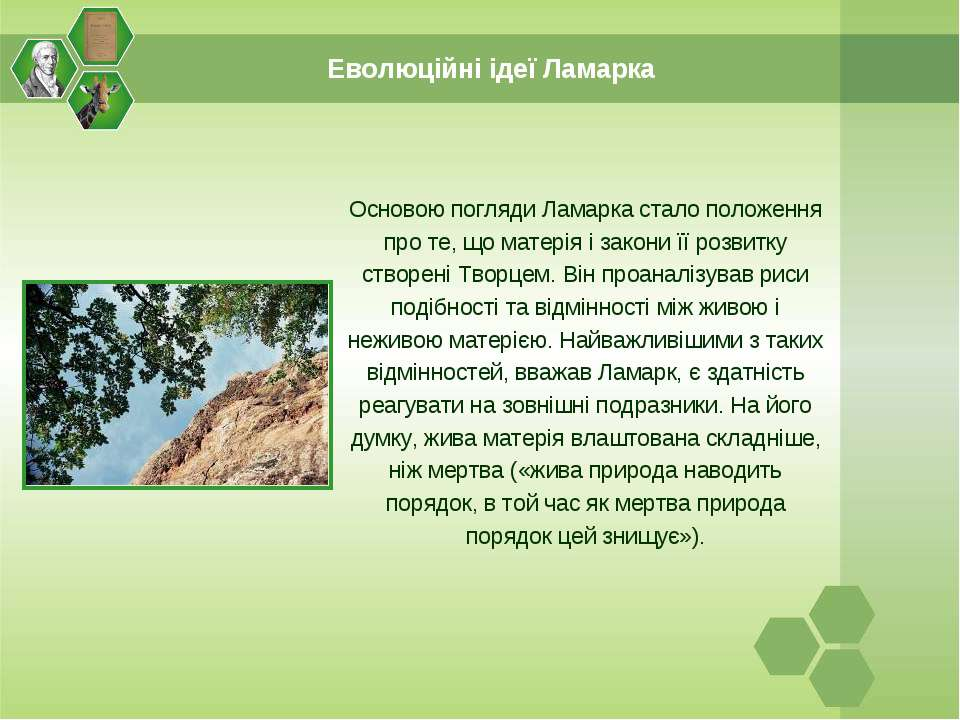 Еволюційні ідеї Ламарка
Основою погляди Ламарка стало положення
про те, що матерія і закони її розвитку
створені Творцем. Він проаналізував риси
подібності та відмінності між живою і
неживою матерією. Найважливішими з таких
відмінностей, вважав Ламарк, є здатність
реагувати на зовнішні подразники. На його
думку, жива матерія влаштована складніше,
ніж мертва («жива природа наводить
порядок, в той час як мертва природа
порядок цей знищує»).